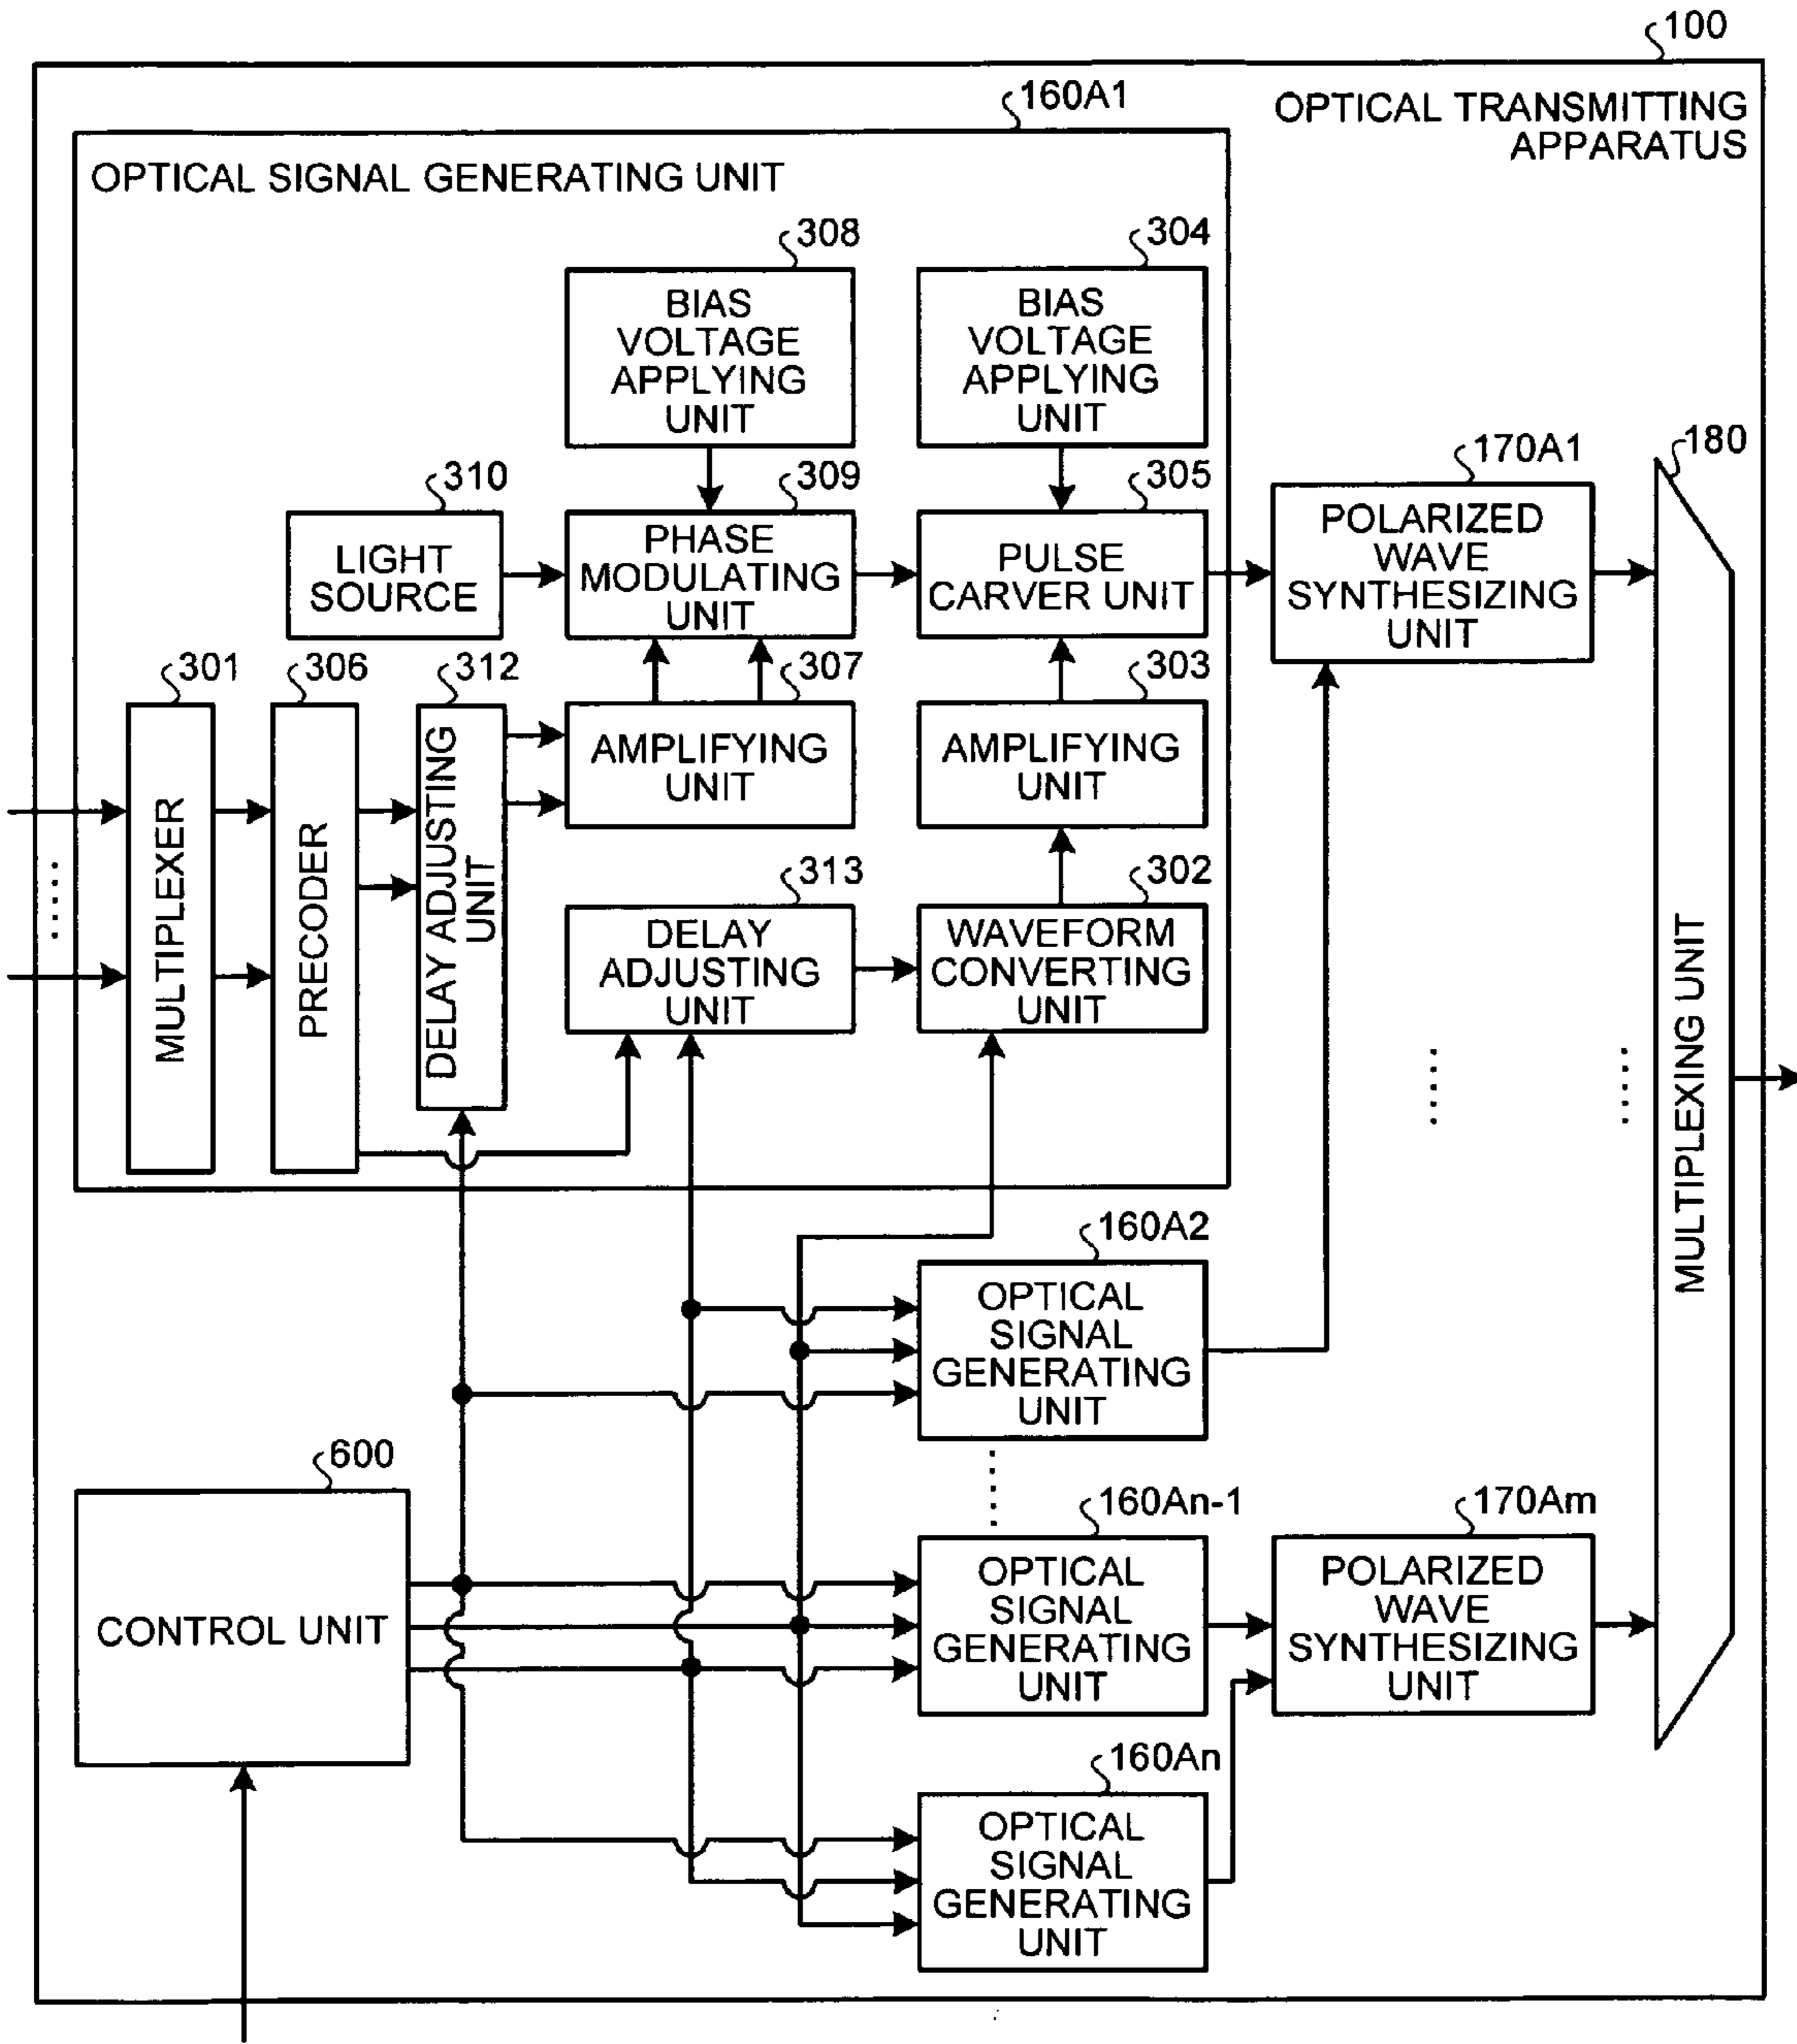 100
OPTICAL TRANSMITTING
APPARATUS
160A1
OPTICAL SIGNAL GENERATING UNIT
308
BIAS
VOLTAGE
APPLYING
UNIT
304
BIAS
VOLTAGE
APPLYING
UNIT
310
LIGHT
SOURCE
309
PHASE
MODULATING
UNIT
305
PULSE
CARVER UNIT
170A1
POLARIZED
WAVE
SYNTHESIZING
UNIT
180
MULTIPLEXING UNIT
301
MULTIPLEXER
306
PRECODER
312
DELAY ADJUSTING
UNIT
307
AMPLIFYING
UNIT
303
AMPLIFYING
UNIT
313
DELAY
ADJUSTING
UNIT
302
WAVEFORM
CONVERTING
UNIT
160A2
OPTICAL
SIGNAL
GENERATING
UNIT
600
CONTROL UNIT
160An-1
OPTICAL
SIGNAL
GENERATING
UNIT
170Am
POLARIZED
WAVE
SYNTHESIZING
UNIT
160An
OPTICAL
SIGNAL
GENERATING
UNIT